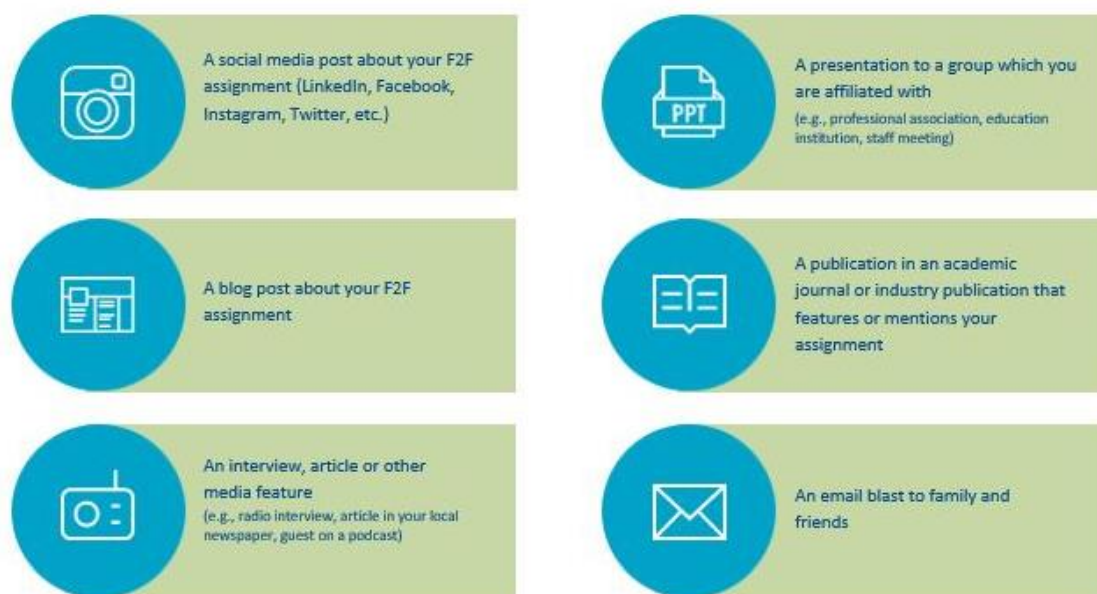 A social media post about your F2F
assignment (LinkedIn, Facebook,
Instagram, Twitter, etc.)
PPT
A presentation to a group which you
are affiliated with
(e.g., professional association, education
institution, staff meeting)
A blog post about your F2F
assignment
A publication in an academic
journal or industry publication that
features or mentions your
assignment
An interview, article or other
media feature
(e.g., radio interview, article in your local
newspaper, guest on a podcast)
An email blast to family and
friends